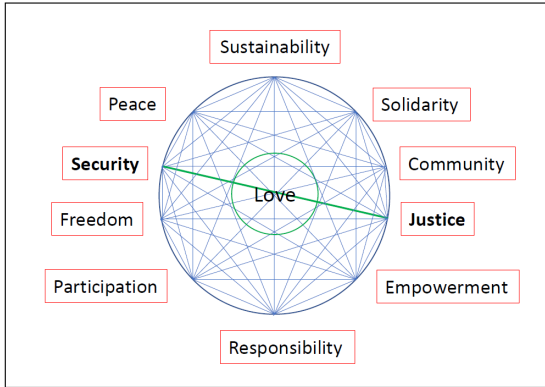 Sustainability
Peace
Solidarity
Security
Community
Love
Freedom
Justice
Participation
Empowerment
Responsibility